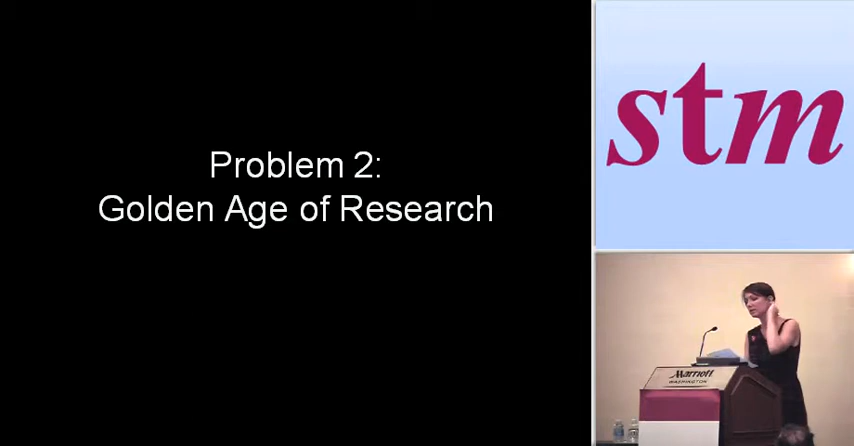 Problem 2:
Golden Age of Research
stm
Marriott
WASHINGTON